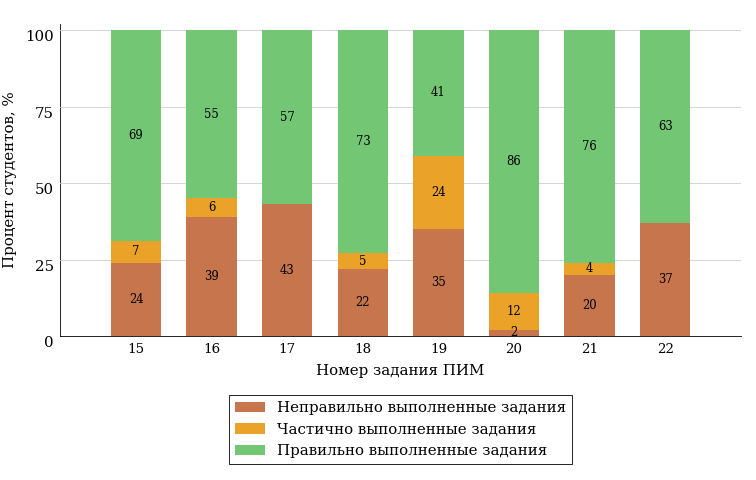 Процент студентов, %
100
75
50
25
0
69 55 57 73 41 86 76 63
7 6 5 24 12 4
24 39 43 22 35 2 20 37
15 16 17 18 19 20 21 22
Номер задания ПИМ
Неправильно выполненные задания
Частично выполненные задания
Правильно выполненные задания